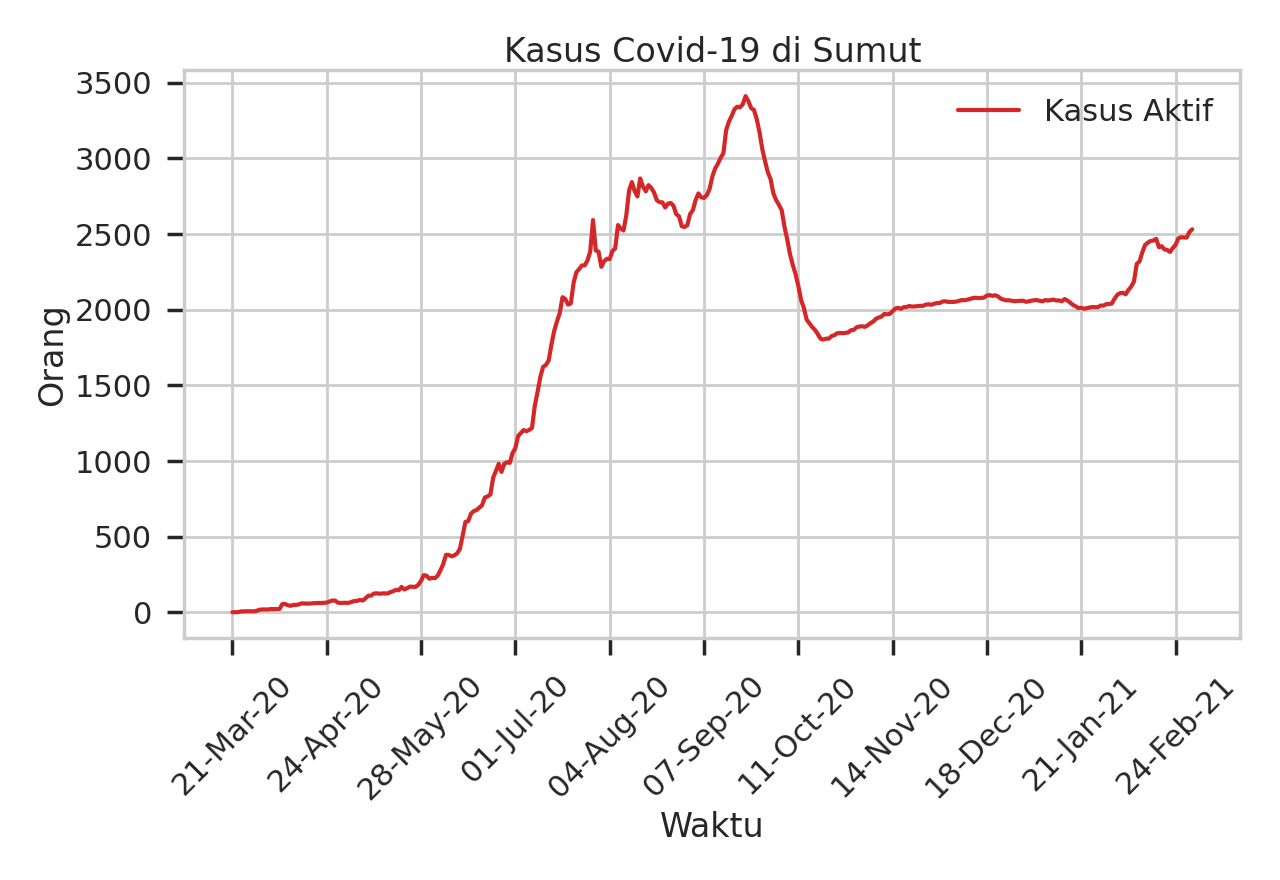 Kasus Covid-19 di Sumut
Kasus Aktif
Orang
3500
3000
2500
2000
1500
1000
500
0
21-Mar-20
24-Apr-20
28-May-20
01-Jul-20
04-Aug-20
07-Sep-20
11-Oct-20
14-Nov-20
18-Dec-20
21-Jan-21
24-Feb-21
Waktu